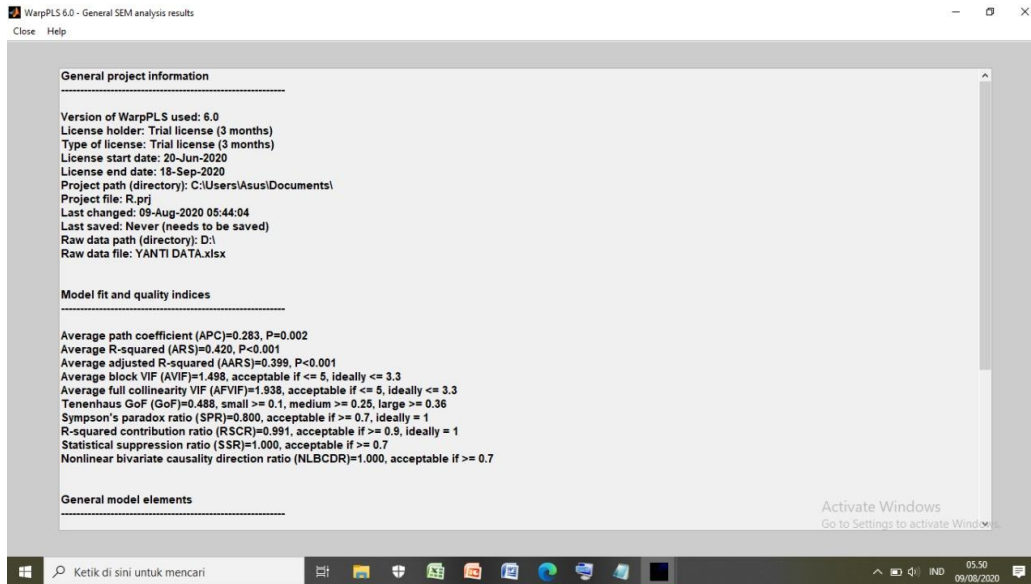 WarpPLS 6.0 - General SEM analysis results
Close Help
General project information
------------------------------------------------------------
Version of WarpPLS used: 6.0
License holder: Trial license (3 months)
Type of license: Trial license (3 months)
License start date: 20-Jun-2020
License end date: 18-Sep-2020
Project path (directory): C:\Users\Asus\Documents\
Project file: R.prj
Last changed: 09-Aug-2020 05:44:04
Last saved: Never (needs to be saved)
Raw data path (directory): D:\
Raw data file: YANTI DATA.xlsx
Model fit and quality indices
------------------------------------------------------------
Average path coefficient (APC)=0.283, P=0.002
Average R-squared (ARS)=0.420, P<0.001
Average adjusted R-squared (AARS)=0.399, P<0.001
Average block VIF (AVIF)=1.498, acceptable if <= 5, ideally <= 3.3
Average full collinearity VIF (AFVIF)=1.938, acceptable if <= 5, ideally <= 3.3
Tenenhaus GoF (GoF)=0.488, small >= 0.1, medium >= 0.25, large >= 0.36
Sympson's paradox ratio (SPR)=0.800, acceptable if >= 0.7, ideally = 1
R-squared contribution ratio (RSCR)=0.991, acceptable if >= 0.9, ideally = 1
Statistical suppression ratio (SSR)=1.000, acceptable if >= 0.7
Nonlinear bivariate causality direction ratio (NLBCDR)=1.000, acceptable if >= 0.7
General model elements
------------------------------------------------------------
Activate Windows
Go to Settings to activate Windows.
Ketik di sini untuk mencari
IND
05.50
09/08/2020